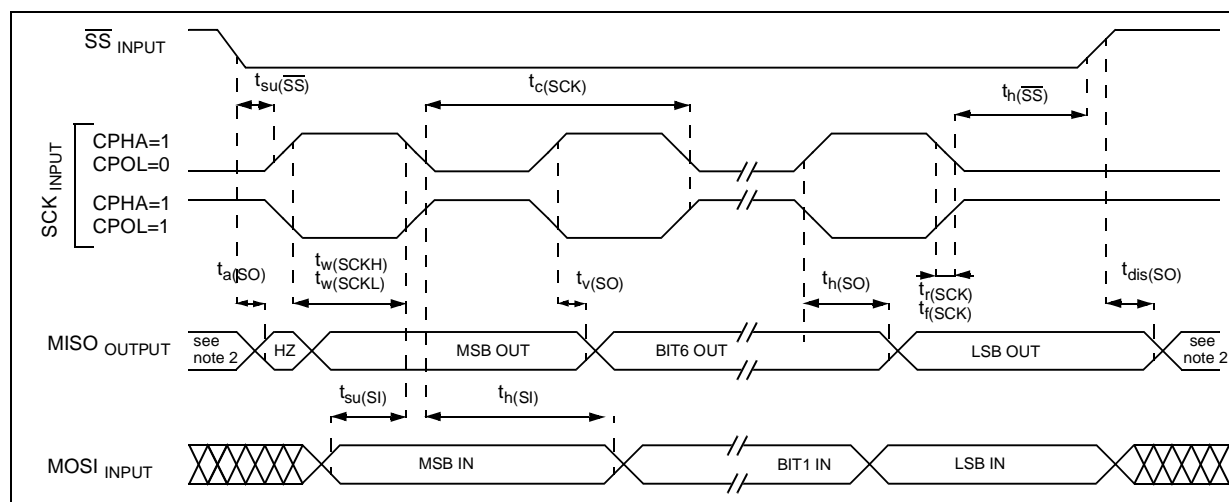 SS INPUT
tsu(SS)
tc(SCK)
th(SS)
SCK INPUT
CPHA=1
CPOL=0
CPHA=1
CPOL=1
ta(SO)
tw(SCKH)
tw(SCKL)
tv(SO)
th(SO)
tr(SCK)
tf(SCK)
tdis(SO)
MISO OUTPUT
see
note 2
HZ
MSB OUT
BIT6 OUT
LSB OUT
see
note 2
tsu(SI)
th(SI)
MOSI INPUT
MSB IN
BIT1 IN
LSB IN